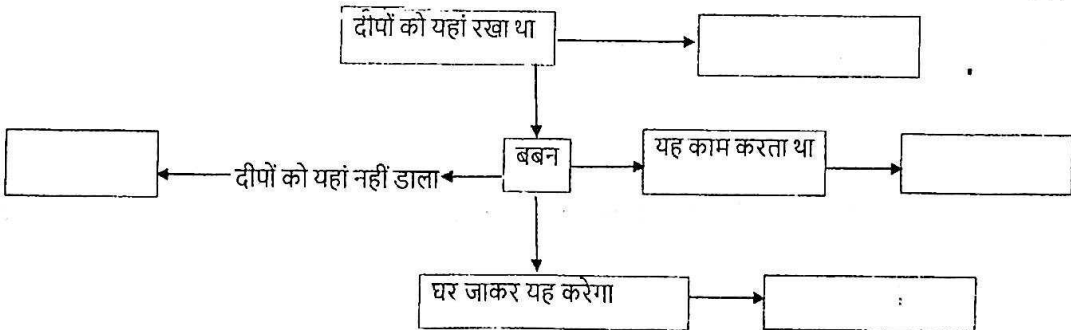 दीपों को यहां रखा था
बबन
यह काम करता था
दीपों को यहां नहीं डाला
घर जाकर यह करेगा